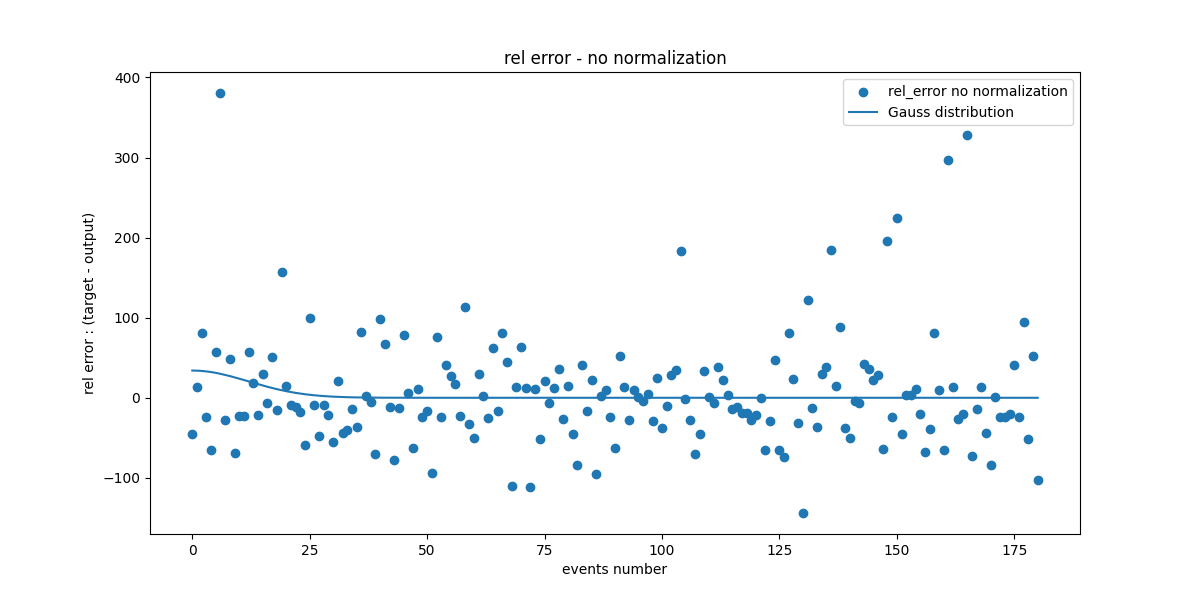 rel error - no normalization
rel_error no normalization
Gauss distribution
rel error : (target - output)
400
300
200
100
0
−100
0 25 50 75 100 125 150 175
events number